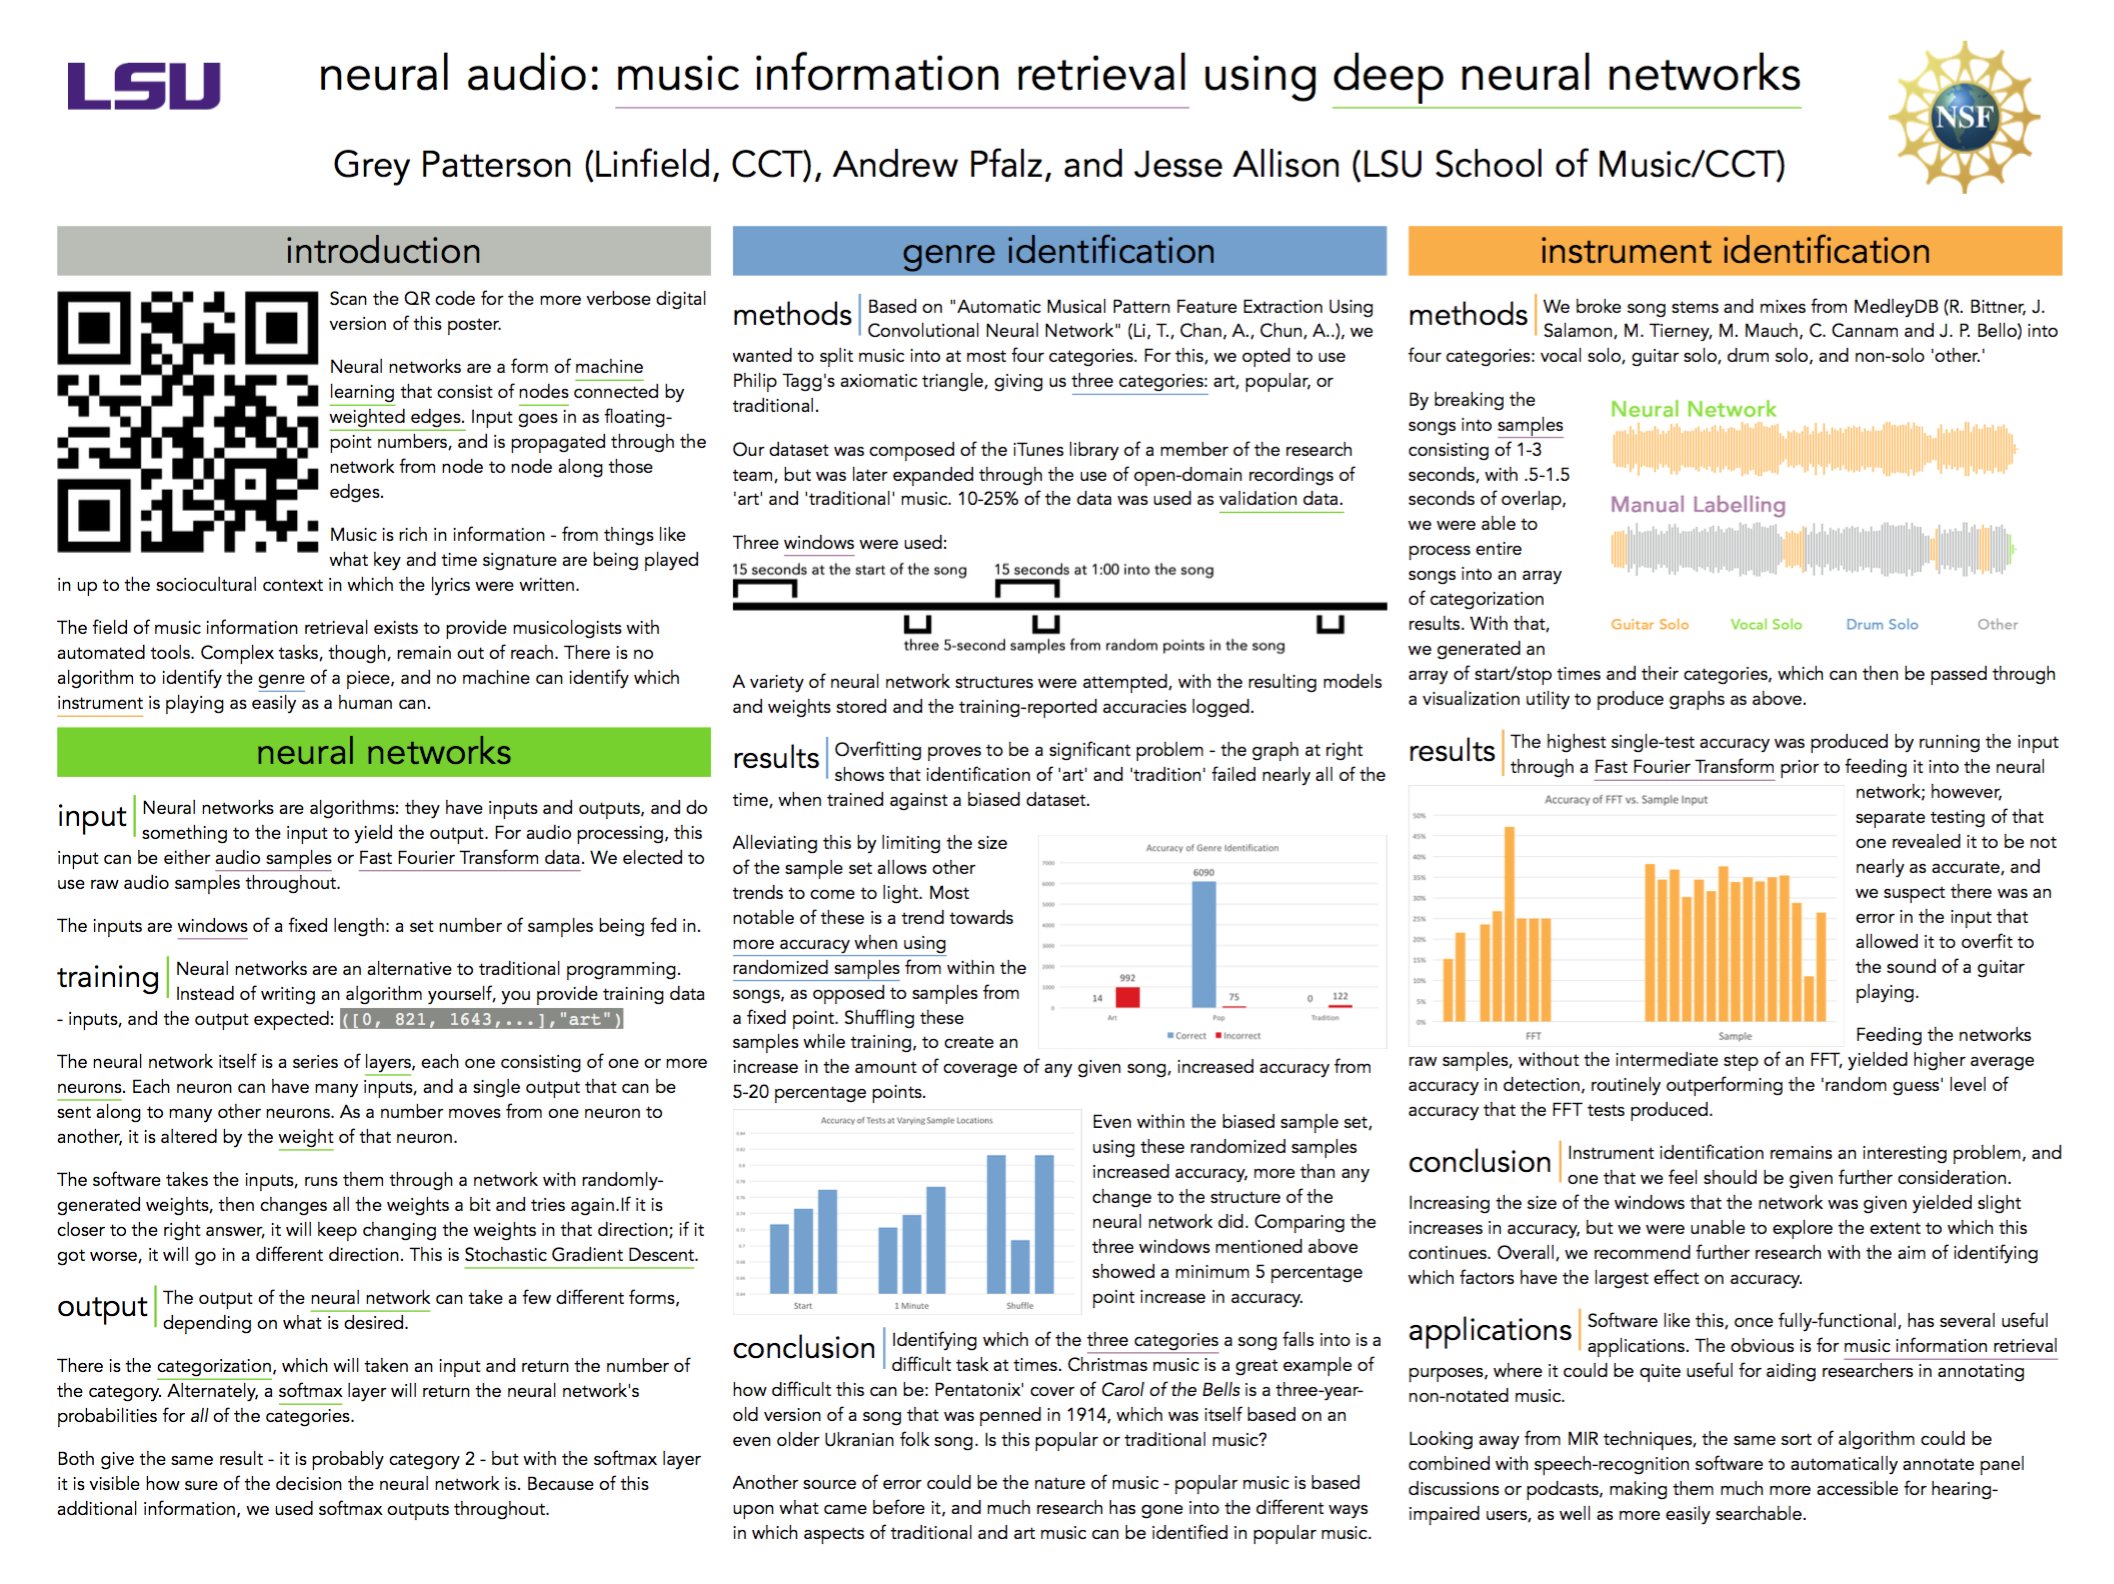 LSU
neural audio: music information retrieval using deep neural networks
NSF
Grey Patterson (Linfield, CCT), Andrew Pfalz, and Jesse Allison (LSU School of Music/CCT)
introduction
Scan the QR code for the more verbose digital
version of this poster.
Neural networks are a form of machine
learning that consist of nodes connected by
weighted edges. Input goes in as floating-
point numbers, and is propagated through the
network from node to node along those
edges.
Music is rich in information - from things like
what key and time signature are being played
in up to the sociocultural context in which the lyrics were written.
The field of music information retrieval exists to provide musicologists with
automated tools. Complex tasks, though, remain out of reach. There is no
algorithm to identify the genre of a piece, and no machine can identify which
instrument is playing as easily as a human can.
neural networks
input
Neural networks are algorithms: they have inputs and outputs, and do
something to the input to yield the output. For audio processing, this
input can be either audio samples or Fast Fourier Transform data. We elected to
use raw audio samples throughout.
The inputs are windows of a fixed length: a set number of samples being fed in.
training
Neural networks are an alternative to traditional programming.
Instead of writing an algorithm yourself, you provide training data
- inputs, and the output expected: ([0, 821, 1643,...],"art")
The neural network itself is a series of layers, each one consisting of one or more
neurons. Each neuron can have many inputs, and a single output that can be
sent along to many other neurons. As a number moves from one neuron to
another, it is altered by the weight of that neuron.
The software takes the inputs, runs them through a network with randomly-
generated weights, then changes all the weights a bit and tries again.If it is
closer to the right answer, it will keep changing the weights in that direction; if it
got worse, it will go in a different direction. This is Stochastic Gradient Descent.
output
The output of the neural network can take a few different forms,
depending on what is desired.
There is the categorization, which will taken an input and return the number of
the category. Alternately, a softmax layer will return the neural network's
probabilities for all of the categories.
Both give the same result - it is probably category 2 - but with the softmax layer
it is visible how sure of the decision the neural network is. Because of this
additional information, we used softmax outputs throughout.
genre identification
methods
Based on "Automatic Musical Pattern Feature Extraction Using
Convolutional Neural Network" (Li, T., Chan, A., Chun, A..), we
wanted to split music into at most four categories. For this, we opted to use
Philip Tagg's axiomatic triangle, giving us three categories: art, popular, or
traditional.
Our dataset was composed of the iTunes library of a member of the research
team, but was later expanded through the use of open-domain recordings of
'art' and 'traditional' music. 10-25% of the data was used as validation data.
Three windows were used:
15 seconds at the start of the song
15 seconds at 1:00 into the song
three 5-second samples from random points in the song
A variety of neural network structures were attempted, with the resulting models
and weights stored and the training-reported accuracies logged.
results
Overfitting proves to be a significant problem - the graph at right
shows that identification of 'art' and 'tradition' failed nearly all of the
time, when trained against a biased dataset.
Alleviating this by limiting the size
of the sample set allows other
trends to come to light. Most
notable of these is a trend towards
more accuracy when using
randomized samples from within the
songs, as opposed to samples from
a fixed point. Shuffling these
samples while training, to create an
increase in the amount of coverage of any given song, increased accuracy from
5-20 percentage points.
Accuracy of Genre Identification
7000
6000
5000
4000
3000
2000
1000
0
14
992
6090
75
0
122
Art
Pop
Tradition
Correct
Incorrect
Accuracy of Tests at Varying Sample Locations
Start
1 Minute
Shuffle
Even within the biased sample set,
using these randomized samples
increased accuracy, more than any
change to the structure of the
neural network did. Comparing the
three windows mentioned above
showed a minimum 5 percentage
point increase in accuracy.
conclusion
Identifying which of the three categories a song falls into is a
difficult task at times. Christmas music is a great example of
how difficult this can be: Pentatonix' cover of Carol of the Bells is a three-year-
old version of a song that was penned in 1914, which was itself based on an
even older Ukranian folk song. Is this popular or traditional music?
Another source of error could be the nature of music - popular music is based
upon what came before it, and much research has gone into the different ways
in which aspects of traditional and art music can be identified in popular music.
instrument identification
methods
We broke song stems and mixes from MedleyDB (R. Bittner, J.
Salamon, M. Tierney, M. Mauch, C. Cannam and J. P. Bello) into
four categories: vocal solo, guitar solo, drum solo, and non-solo 'other.'
By breaking the
songs into samples
consisting of 1-3
seconds, with .5-1.5
seconds of overlap,
we were able to
process entire
songs into an array
of categorization
results. With that,
we generated an
array of start/stop times and their categories, which can then be passed through
a visualization utility to produce graphs as above.
Neural Network
Manual Labelling
Guitar Solo
Vocal Solo
Drum Solo
Other
results
The highest single-test accuracy was produced by running the input
through a Fast Fourier Transform prior to feeding it into the neural
network; however,
separate testing of that
one revealed it to be not
nearly as accurate, and
we suspect there was an
error in the input that
allowed it to overfit to
the sound of a guitar
playing.
Accuracy of FFT vs. Sample Input
50%
45%
40%
35%
30%
25%
20%
15%
10%
5%
0%
FFT
Sample
Feeding the networks
raw samples, without the intermediate step of an FFT, yielded higher average
accuracy in detection, routinely outperforming the 'random guess' level of
accuracy that the FFT tests produced.
conclusion
Instrument identification remains an interesting problem, and
one that we feel should be given further consideration.
Increasing the size of the windows that the network was given yielded slight
increases in accuracy, but we were unable to explore the extent to which this
continues. Overall, we recommend further research with the aim of identifying
which factors have the largest effect on accuracy.
applications
Software like this, once fully-functional, has several useful
applications. The obvious is for music information retrieval
purposes, where it could be quite useful for aiding researchers in annotating
non-notated music.
Looking away from MIR techniques, the same sort of algorithm could be
combined with speech-recognition software to automatically annotate panel
discussions or podcasts, making them much more accessible for hearing-
impaired users, as well as more easily searchable.